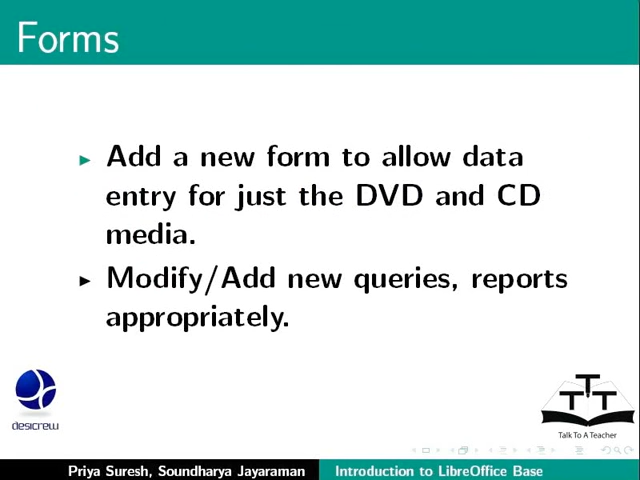 Forms
Add a new form to allow data
entry for just the DVD and CD
media.
Modify/Add new queries, reports
appropriately.
desicrew
TTT
Talk To A Teacher
Priya Suresh, Soundharya Jayaraman
Introduction to LibreOffice Base